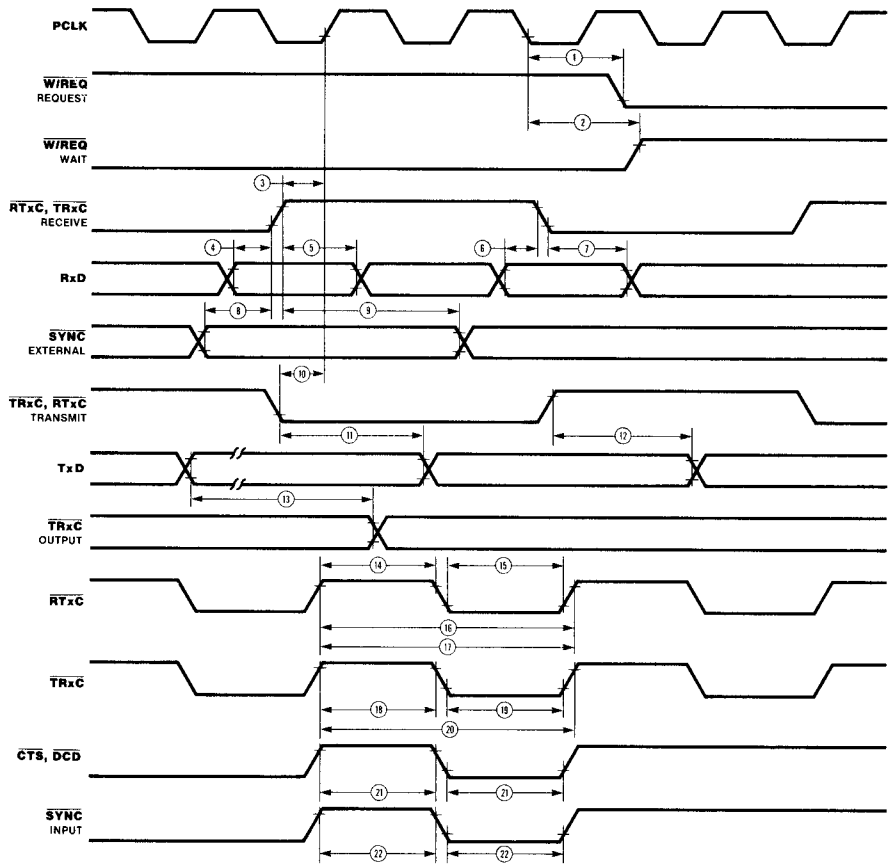 PCLK
1
W/REQ
REQUEST
2
W/REQ
WAIT
3
RTxC, TRxC
RECEIVE
4 5 6 7
RxD
8 9
SYNC
EXTERNAL
10
TRxC, RTxC
TRANSMIT
11 12
TxD
13
TRxC
OUTPUT
14 15
RTxC
16
17
TRxC
18 19
20
CTS, DCD
21 21
SYNC
INPUT
22 22